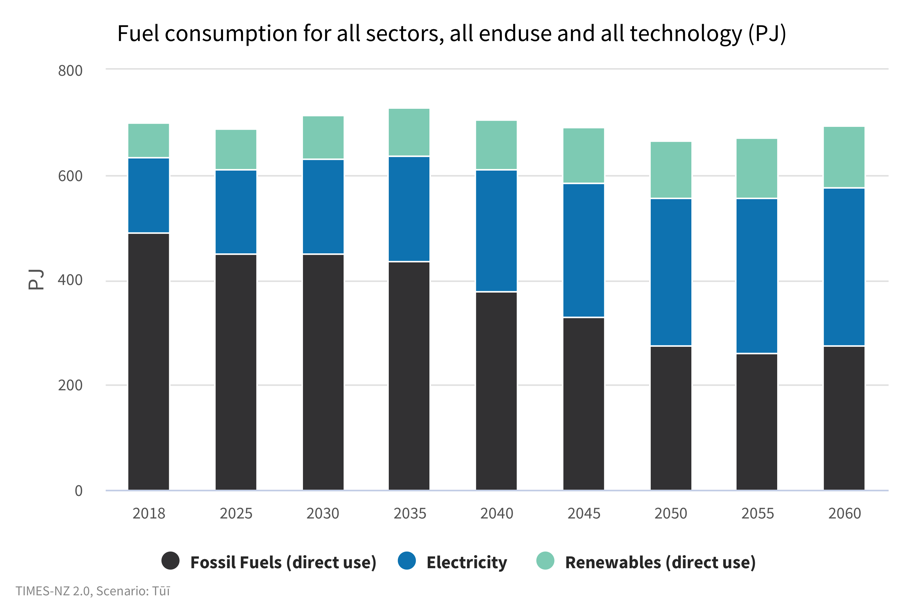 Fuel consumption for all sectors, all enduse and all technology (PJ)
800
600
400
200
0
PJ
2018 2025 2030 2035 2040 2045 2050 2055 2060
Fossil Fuels (direct use) Electricity Renewables (direct use)
TIMES-NZ 2.0, Scenario: Tūī